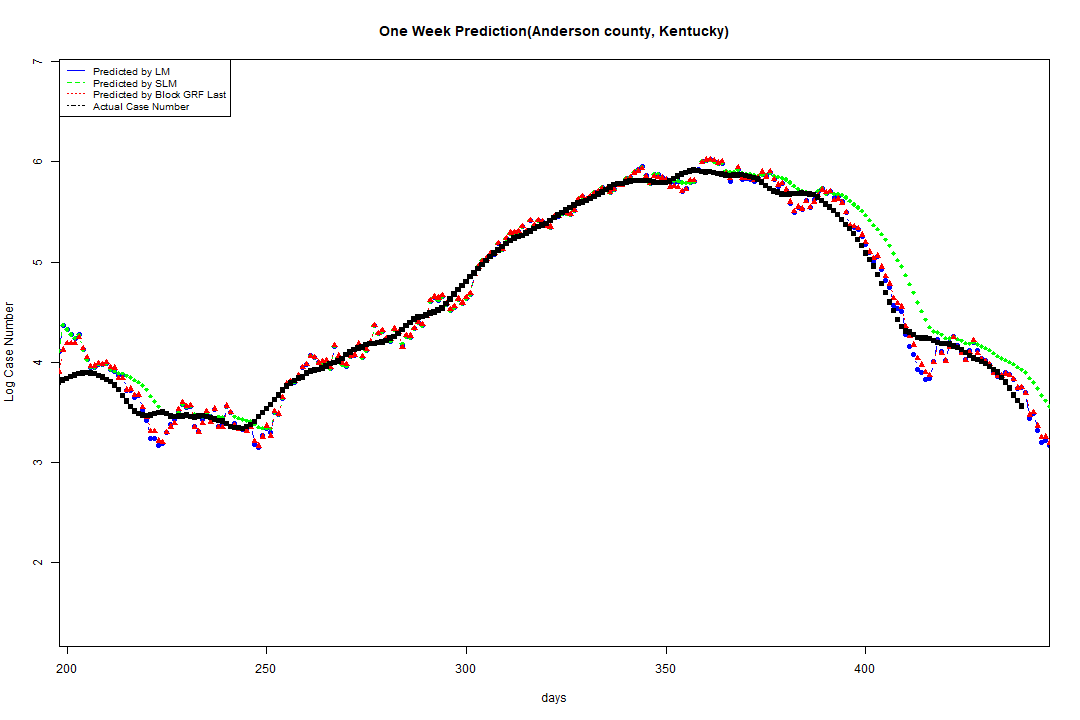 One Week Prediction(Anderson county, Kentucky)
Predicted by LM
Predicted by SLM
Predicted by Block GRF Last
Actual Case Number
7
6
5
4
3
2
Log Case Number
200 250 300 350 400
days